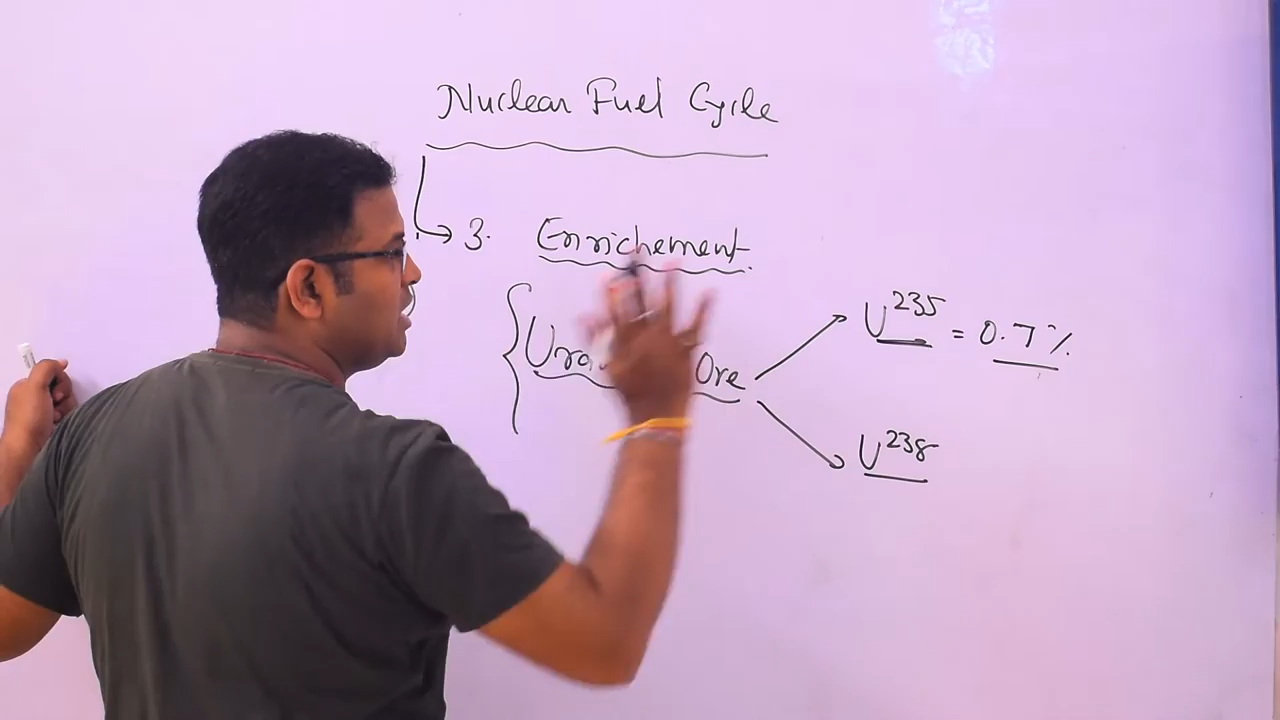 Nuclear Fuel Cycle
3. Enrichement
Ore
U²³⁵ = 0.7%
U²³⁸